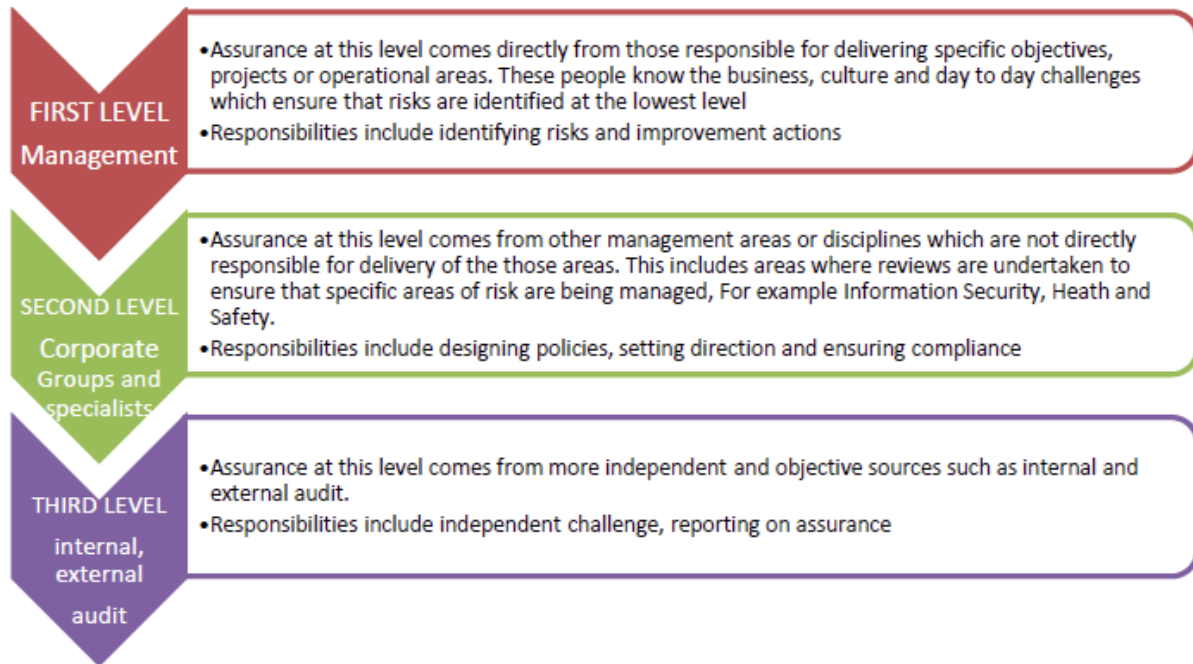 FIRST LEVEL
Management
•Assurance at this level comes directly from those responsible for delivering specific objectives,
projects or operational areas. These people know the business, culture and day to day challenges
which ensure that risks are identified at the lowest level
•Responsibilities include identifying risks and improvement actions
SECOND LEVEL
Corporate
Groups and
specialists
•Assurance at this level comes from other management areas or disciplines which are not directly
responsible for delivery of the those areas. This includes areas where reviews are undertaken to
ensure that specific areas of risk are being managed, For example Information Security, Heath and
Safety.
•Responsibilities include designing policies, setting direction and ensuring compliance
THIRD LEVEL
internal,
external
audit
•Assurance at this level comes from more independent and objective sources such as internal and
external audit.
•Responsibilities include independent challenge, reporting on assurance